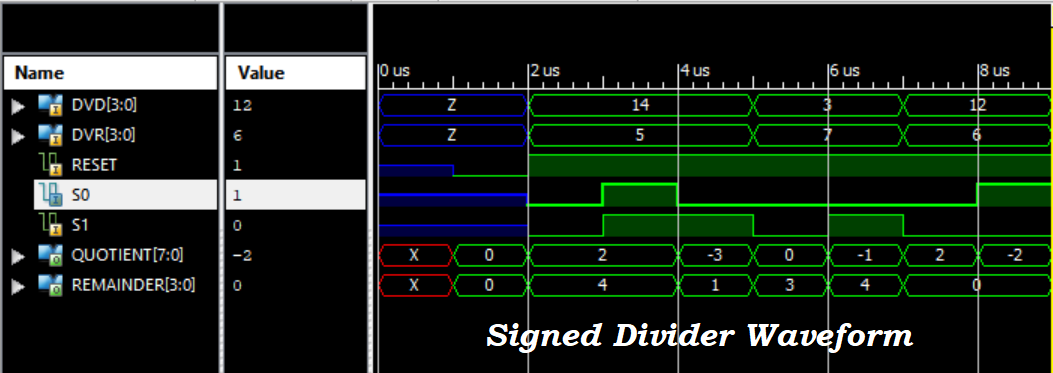 Name Value 0 us 2 us 4 us 6 us 8 us
DVD[3:0] 12 Z 14 3 12
DVR[3:0] 6 Z 5 7 6
RESET 1
S0 1
S1 0
QUOTIENT[7:0] -2 X 0 2 -3 0 -1 2 -2
REMAINDER[3:0] 0 X 0 4 1 3 4 0
Signed Divider Waveform